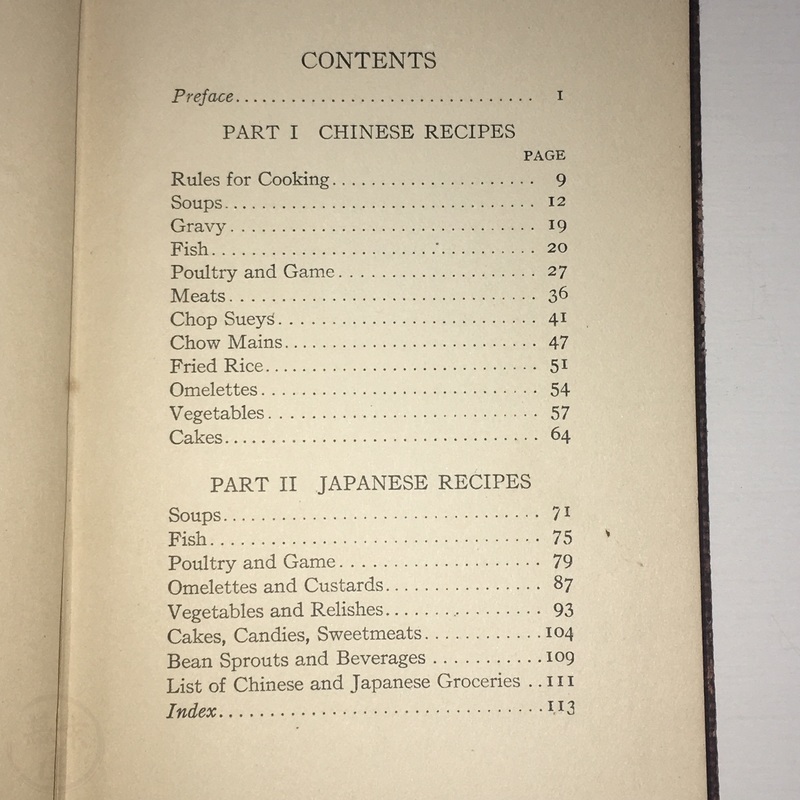 CONTENTS
Preface................................ 1
PART I CHINESE RECIPES
PAGE
Rules for Cooking...................... 9
Soups.................................. 12
Gravy.................................. 19
Fish................................... 20
Poultry and Game...................... 27
Meats.................................. 36
Chop Sueys............................. 41
Chow Mains............................. 47
Fried Rice.............................. 51
Omelettes.............................. 54
Vegetables............................. 57
Cakes.................................. 64
PART II JAPANESE RECIPES
Soups.................................. 71
Fish................................... 75
Poultry and Game...................... 79
Omelettes and Custards................. 87
Vegetables and Relishes................. 93
Cakes, Candies, Sweetmeats............104
Bean Sprouts and Beverages ...........109
List of Chinese and Japanese Groceries ..111
Index..................................113